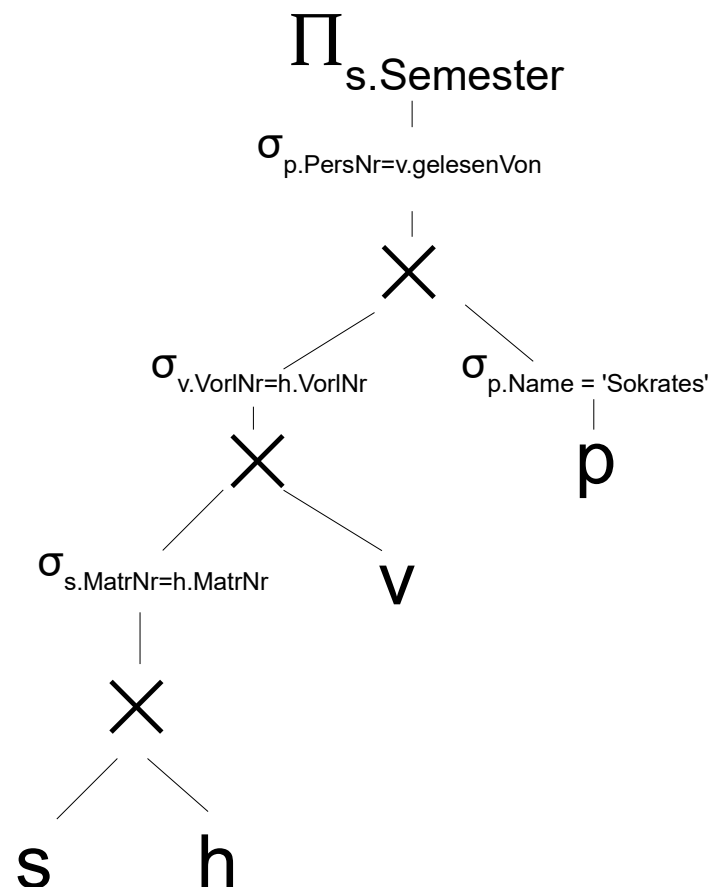 ∏ s.Semester
σ p.PersNr=v.gelesenVon
×
σ v.VorlNr=h.VorlNr σ p.Name = 'Sokrates'
× p
σ s.MatrNr=h.MatrNr v
×
s h